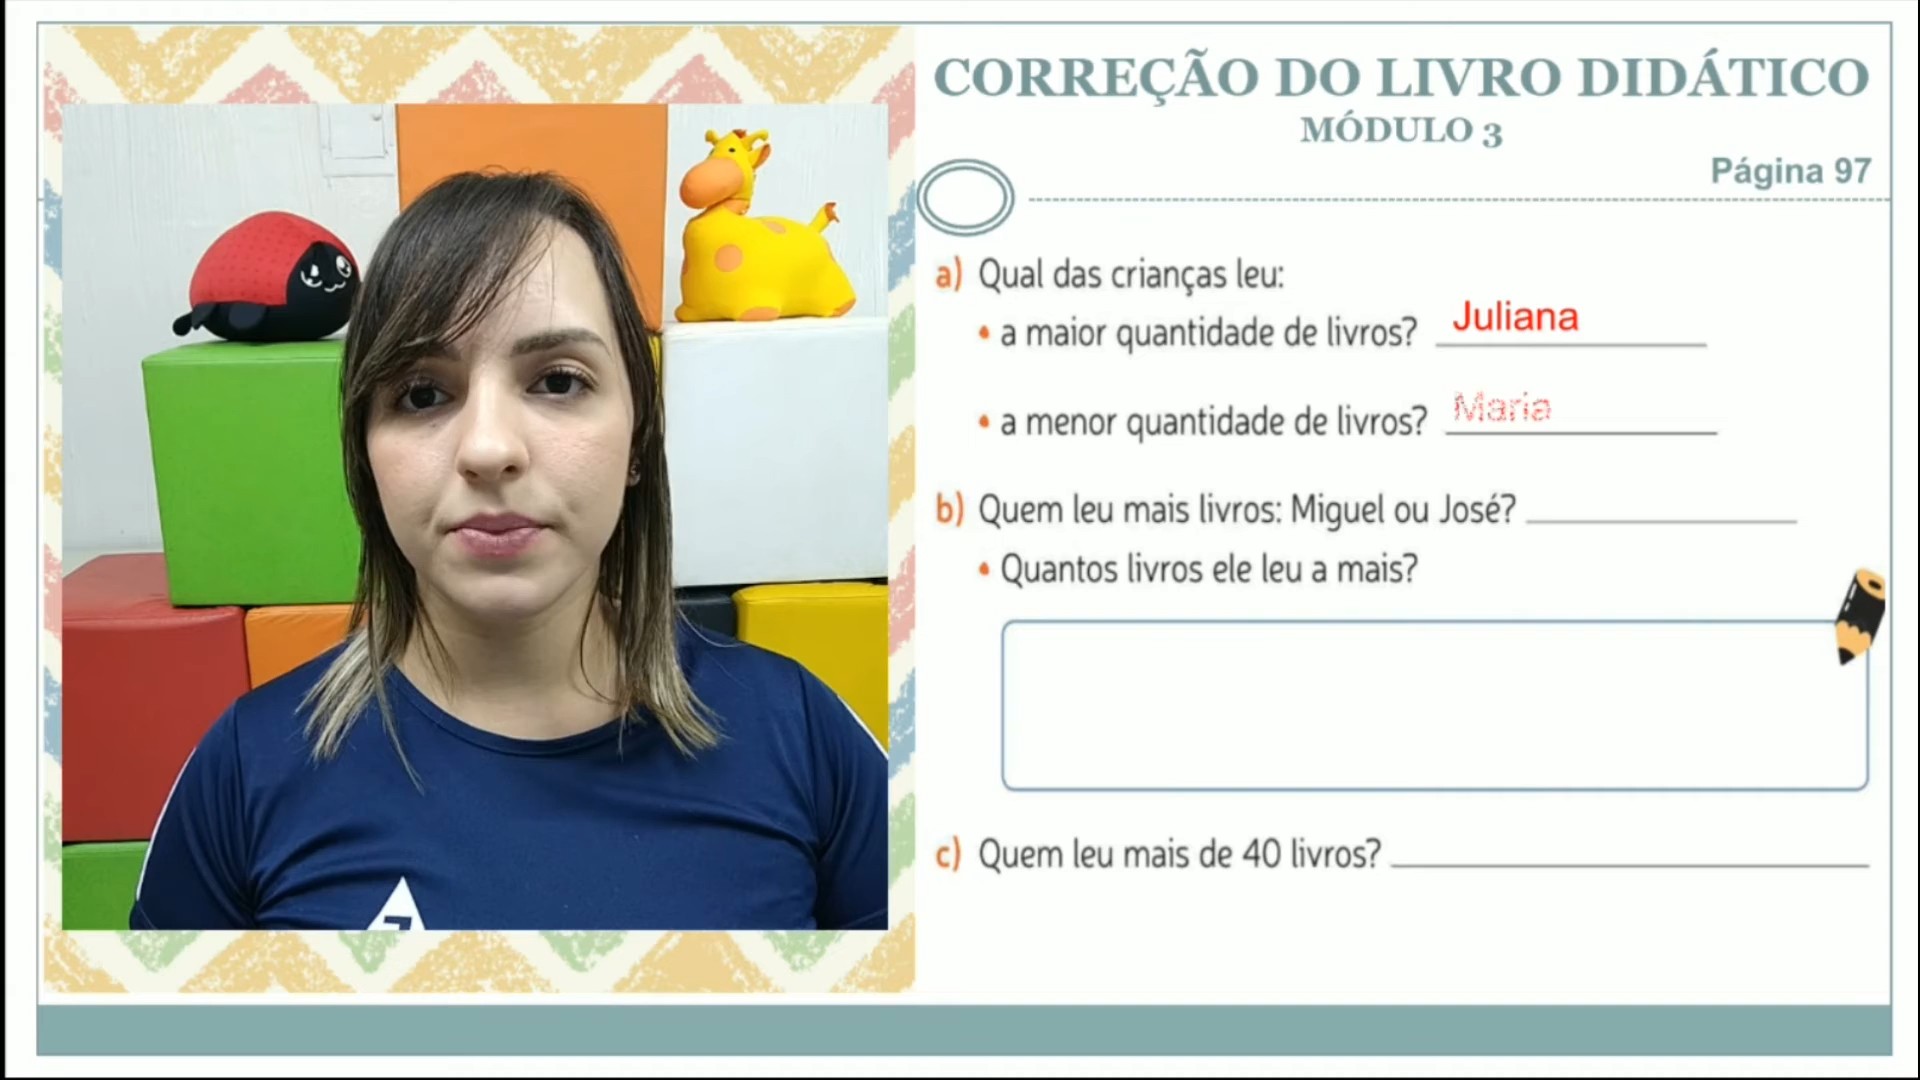 CORREÇÃO DO LIVRO DIDÁTICO
MÓDULO 3
Página 97
a) Qual das crianças leu:
• a maior quantidade de livros? Juliana
• a menor quantidade de livros? Maria
b) Quem leu mais livros: Miguel ou José?
• Quantos livros ele leu a mais?
c) Quem leu mais de 40 livros?